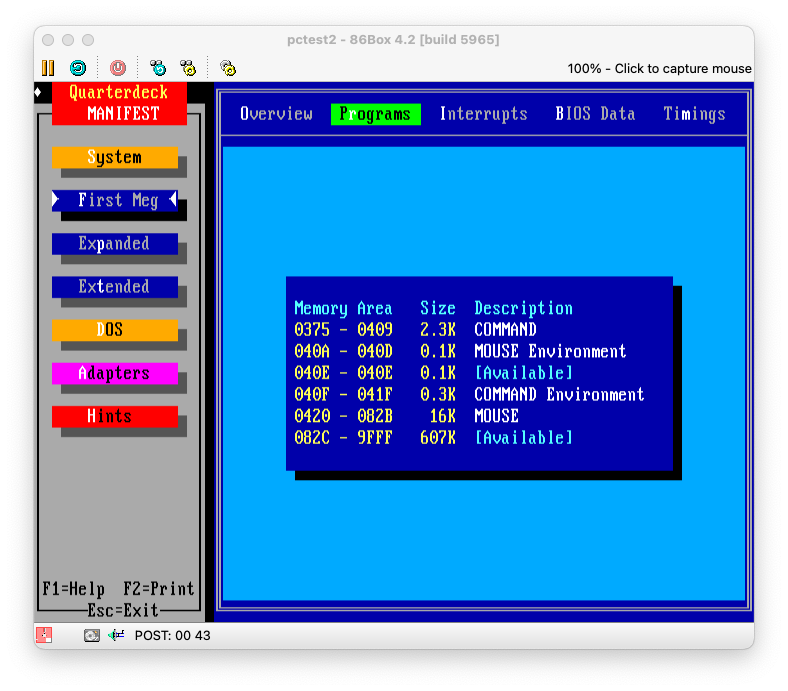 pctest2 - 86Box 4.2 [build 5965]
100% - Click to capture mouse
Quarterdeck
MANIFEST
System
First Meg
Expanded
Extended
DOS
Adapters
Hints
F1=Help F2=Print
Esc=Exit
Overview Programs Interrupts BIOS Data Timings
Memory Area Size Description
0375 - 0409 2.3K COMMAND
040A - 040D 0.1K MOUSE Environment
040E - 040E 0.1K [Available]
040F - 041F 0.3K COMMAND Environment
0420 - 082B 16K MOUSE
082C - 9FFF 607K [Available]
POST: 00 43